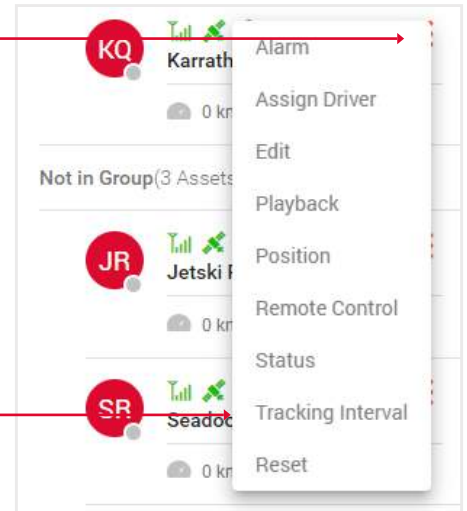 KQ
Karrath
0 km
Not in Group(3 Assets
JR
Jetski
0 km
SR
Seadoo
0 km
Alarm
Assign Driver
Edit
Playback
Position
Remote Control
Status
Tracking Interval
Reset